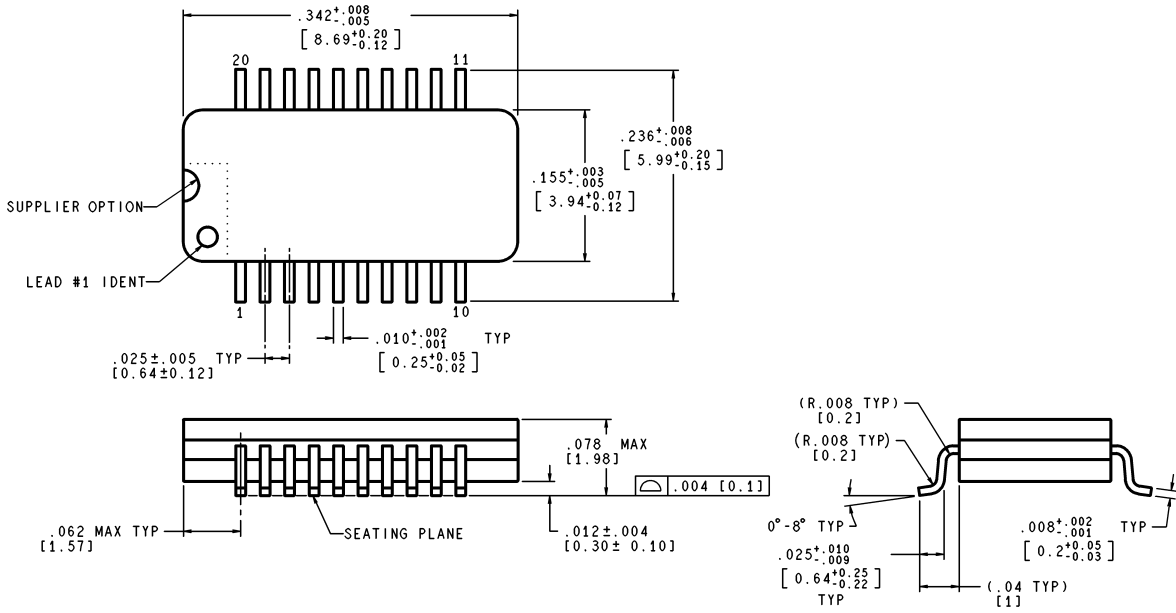 .342+.008-.005
[ 8.69+0.20-0.12 ]
20
11
.236+.008-.006
[ 5.99+0.20-0.15 ]
.155+.003-.005
[ 3.94+0.07-0.12 ]
SUPPLIER OPTION
LEAD #1 IDENT
1
10
.025±.005 TYP
[0.64±0.12]
.010+.002-.001 TYP
[ 0.25+0.05-0.02 ]
.078 MAX
[1.98]
.004 [0.1]
.062 MAX TYP
[1.57]
SEATING PLANE
.012±.004
[0.30± 0.10]
(R.008 TYP)
[0.2]
(R.008 TYP)
[0.2]
0°-8° TYP
.025+.010-.009
[ 0.64+0.25-0.22 ]
TYP
.008+.002-.001 TYP
[ 0.2+0.05-0.03 ]
(.04 TYP)
[1]